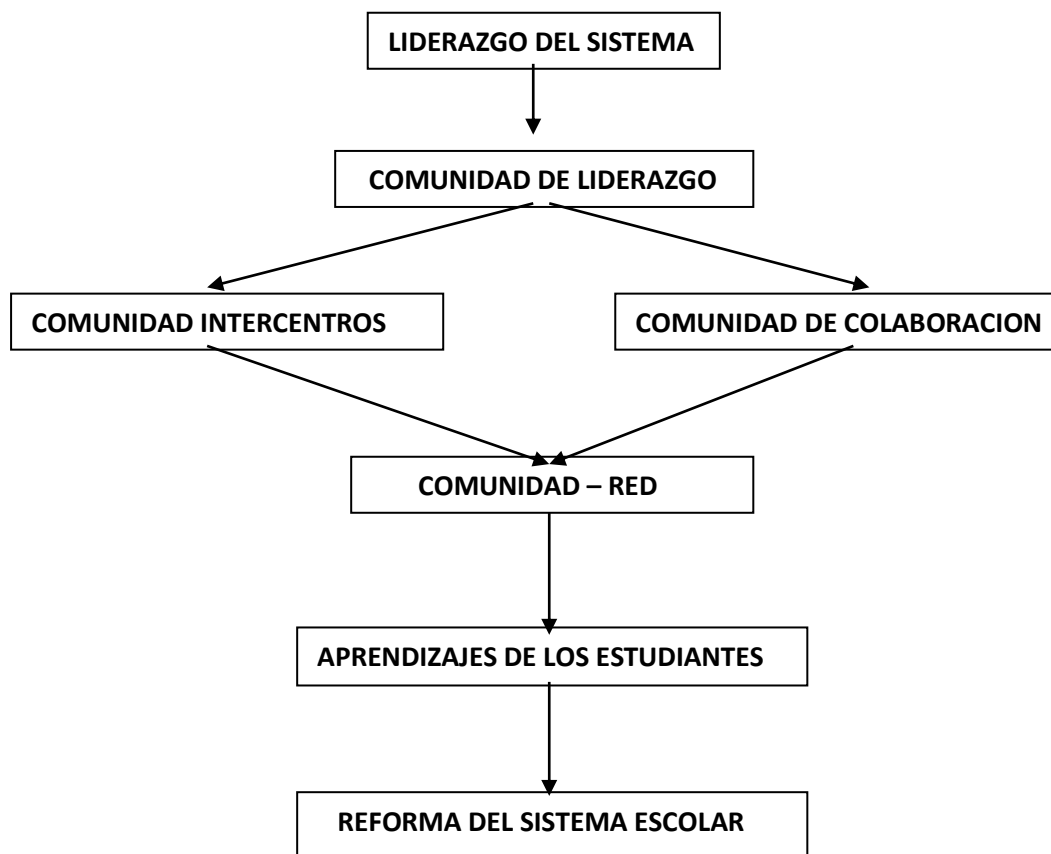 LIDERAZGO DEL SISTEMA
COMUNIDAD DE LIDERAZGO
COMUNIDAD INTERCENTROS
COMUNIDAD DE COLABORACION
COMUNIDAD – RED
APRENDIZAJES DE LOS ESTUDIANTES
REFORMA DEL SISTEMA ESCOLAR